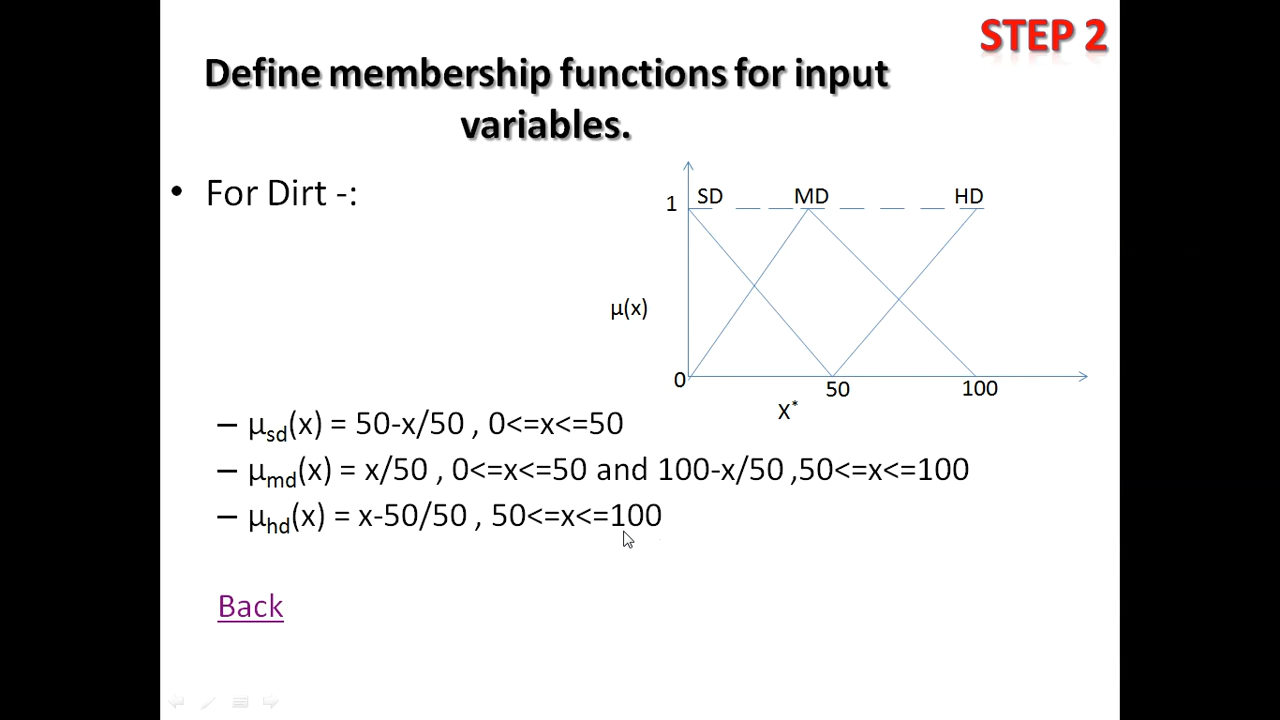 STEP 2
Define membership functions for input
variables.
• For Dirt -:
1 SD MD HD
μ(x)
0 50 100
X*
– μsd(x) = 50-x/50 , 0<=x<=50
– μmd(x) = x/50 , 0<=x<=50 and 100-x/50 ,50<=x<=100
– μhd(x) = x-50/50 , 50<=x<=100
Back